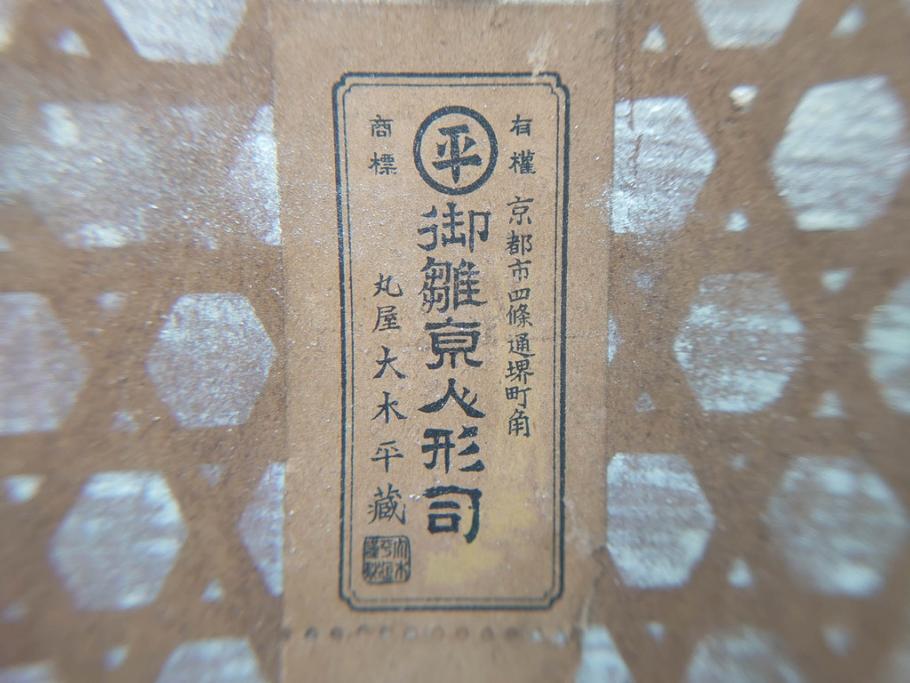 有權
京都市四條通堺町角
平
御雛京人形司
商標
丸屋大木平藏